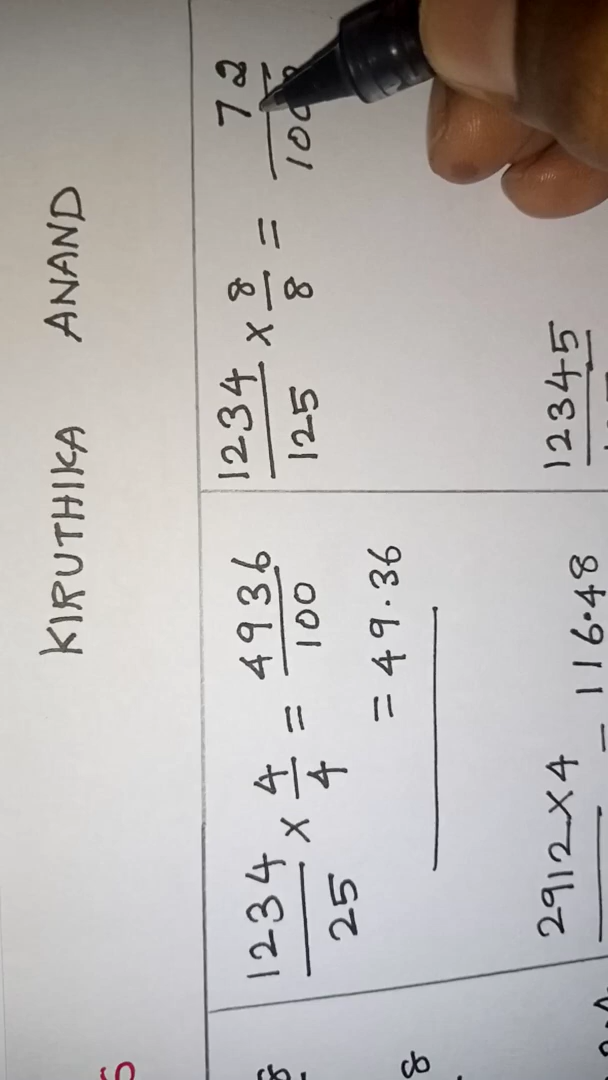 KIRUTHIKA ANAND
1234/25 × 4/4 = 4936/100
= 49.36
2912×4
= 116.48
1234/125 × 8/8 = 72/100
12345